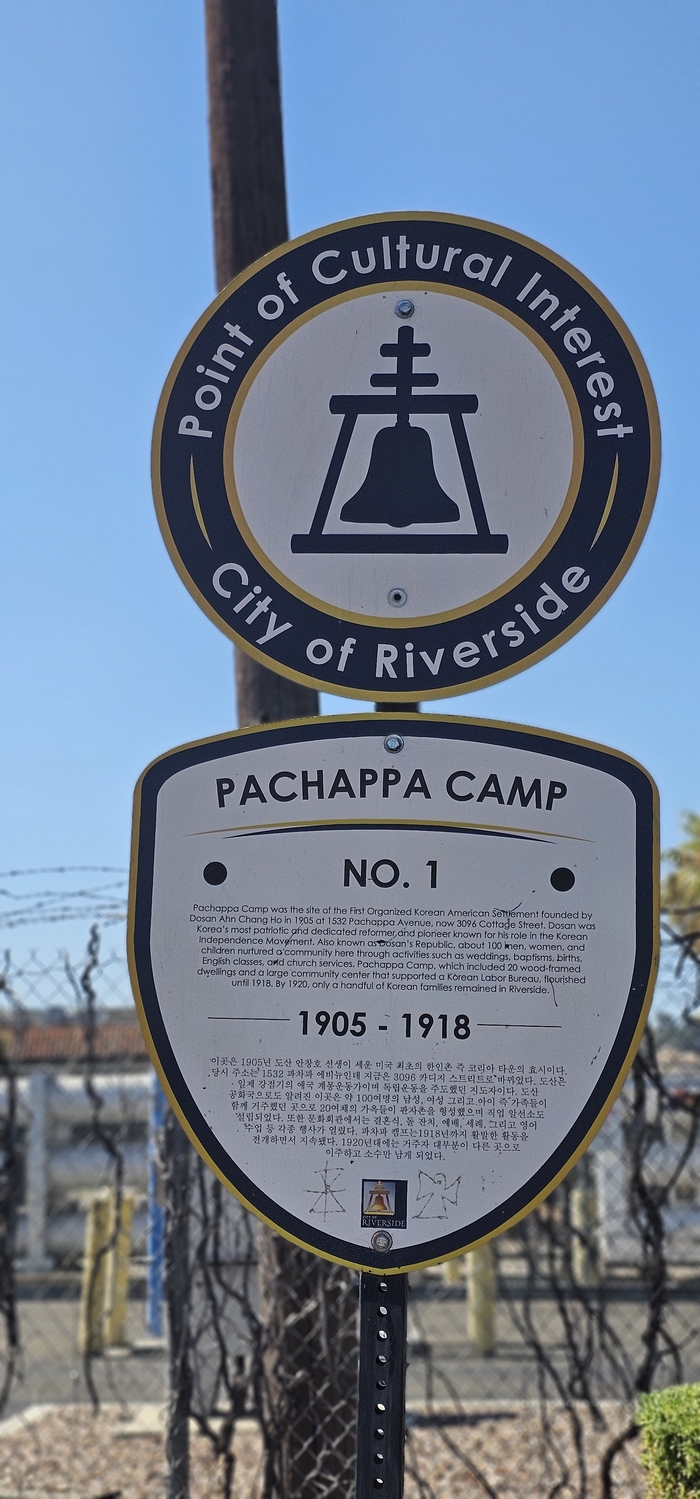 Point of Cultural Interest
City of Riverside
PACHAPPA CAMP
NO. 1
Pachappa Camp was the site of the First Organized Korean American Settlement founded by
Dosan Ahn Chang Ho in 1905 at 1532 Pachappa Avenue, now 3096 Cottage Street. Dosan was
Korea's most patriotic and dedicated reformer and pioneer known for his role in the Korean
Independence Movement. Also known as Dosan's Republic, about 100 men, women, and
children nurtured a community here through activities such as weddings, baptisms, births,
English classes, and church services. Pachappa Camp, which included 20 wood-framed
dwellings and a large community center that supported a Korean Labor Bureau, flourished
until 1918. By 1920, only a handful of Korean families remained in Riverside.
1905 - 1918
이곳은 1905년 도산 안창호 선생이 세운 미국 최초의 한인촌 즉 코리아 타운의 효시이다.
당시 주소는 1532 파차파 에비뉴인데 지금은 3096 카디지 스트리트로 바뀌었다. 도산은
일제 강점기의 애국 계몽운동가이며 독립운동을 주도했던 지도자이다. 도산
공화국으로도 알려진 이곳은 약 100여명의 남성, 여성 그리고 아이 즉 가족들이
함께 거주했던 곳으로 20여채의 가옥들이 판자촌을 형성했으며 직업 알선소도
설립되었다. 또한 문화회관에서는 결혼식, 돌 잔치, 예배, 세례, 그리고 영어
수업 등 각종 행사가 열렸다. 파차파 캠프는1918년까지 활발한 활동을
전개하면서 지속됐다. 1920년대에는 거주자 대부분이 다른 곳으로
이주하고 소수만 남게 되었다.
CITY OF
RIVERSIDE